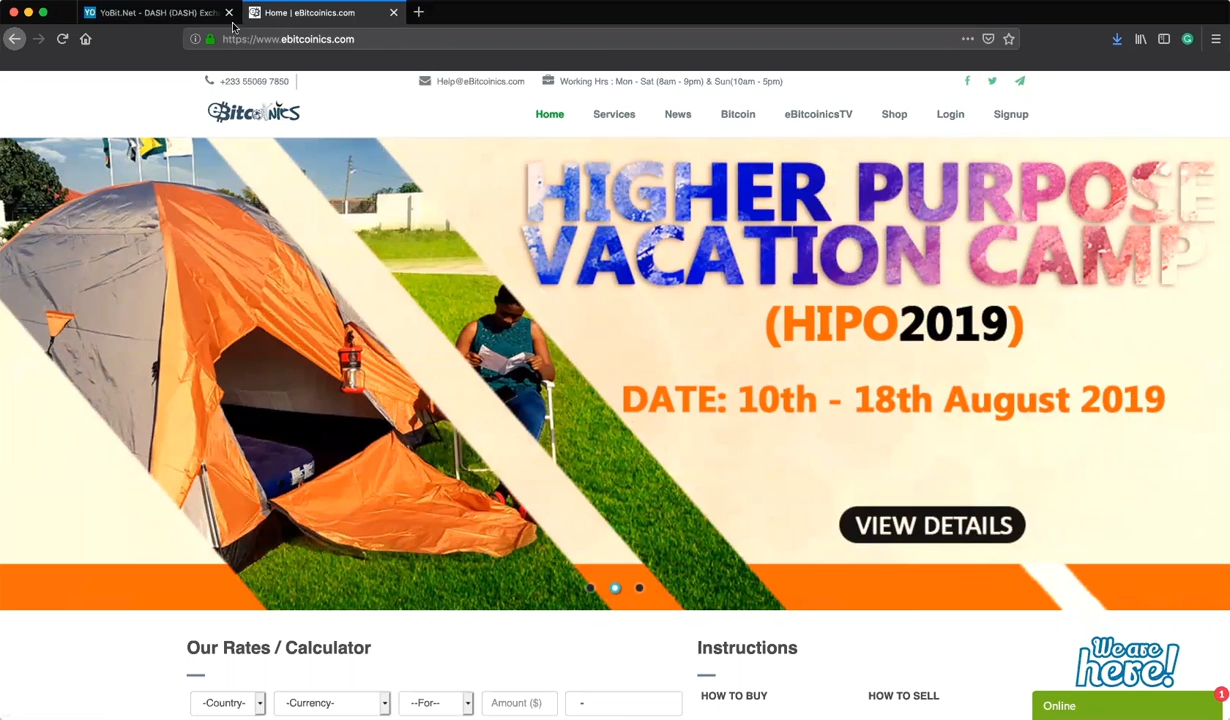 YoBit.Net - DASH (DASH) Exch
Home | eBitcoinics.com
https://www.ebitcoinics.com
+233 55069 7850
Help@eBitcoinics.com
Working Hrs : Mon - Sat (8am - 9pm) & Sun(10am - 5pm)
eBitcoinics
Home
Services
News
Bitcoin
eBitcoinicsTV
Shop
Login
Signup
HIGHER PURPOSE
VACATION CAMP
(HIPO2019)
DATE: 10th - 18th August 2019
VIEW DETAILS
Our Rates / Calculator
Instructions
We are
here!
-Country-
-Currency-
--For--
Amount ($)
-
HOW TO BUY
HOW TO SELL
Online
1